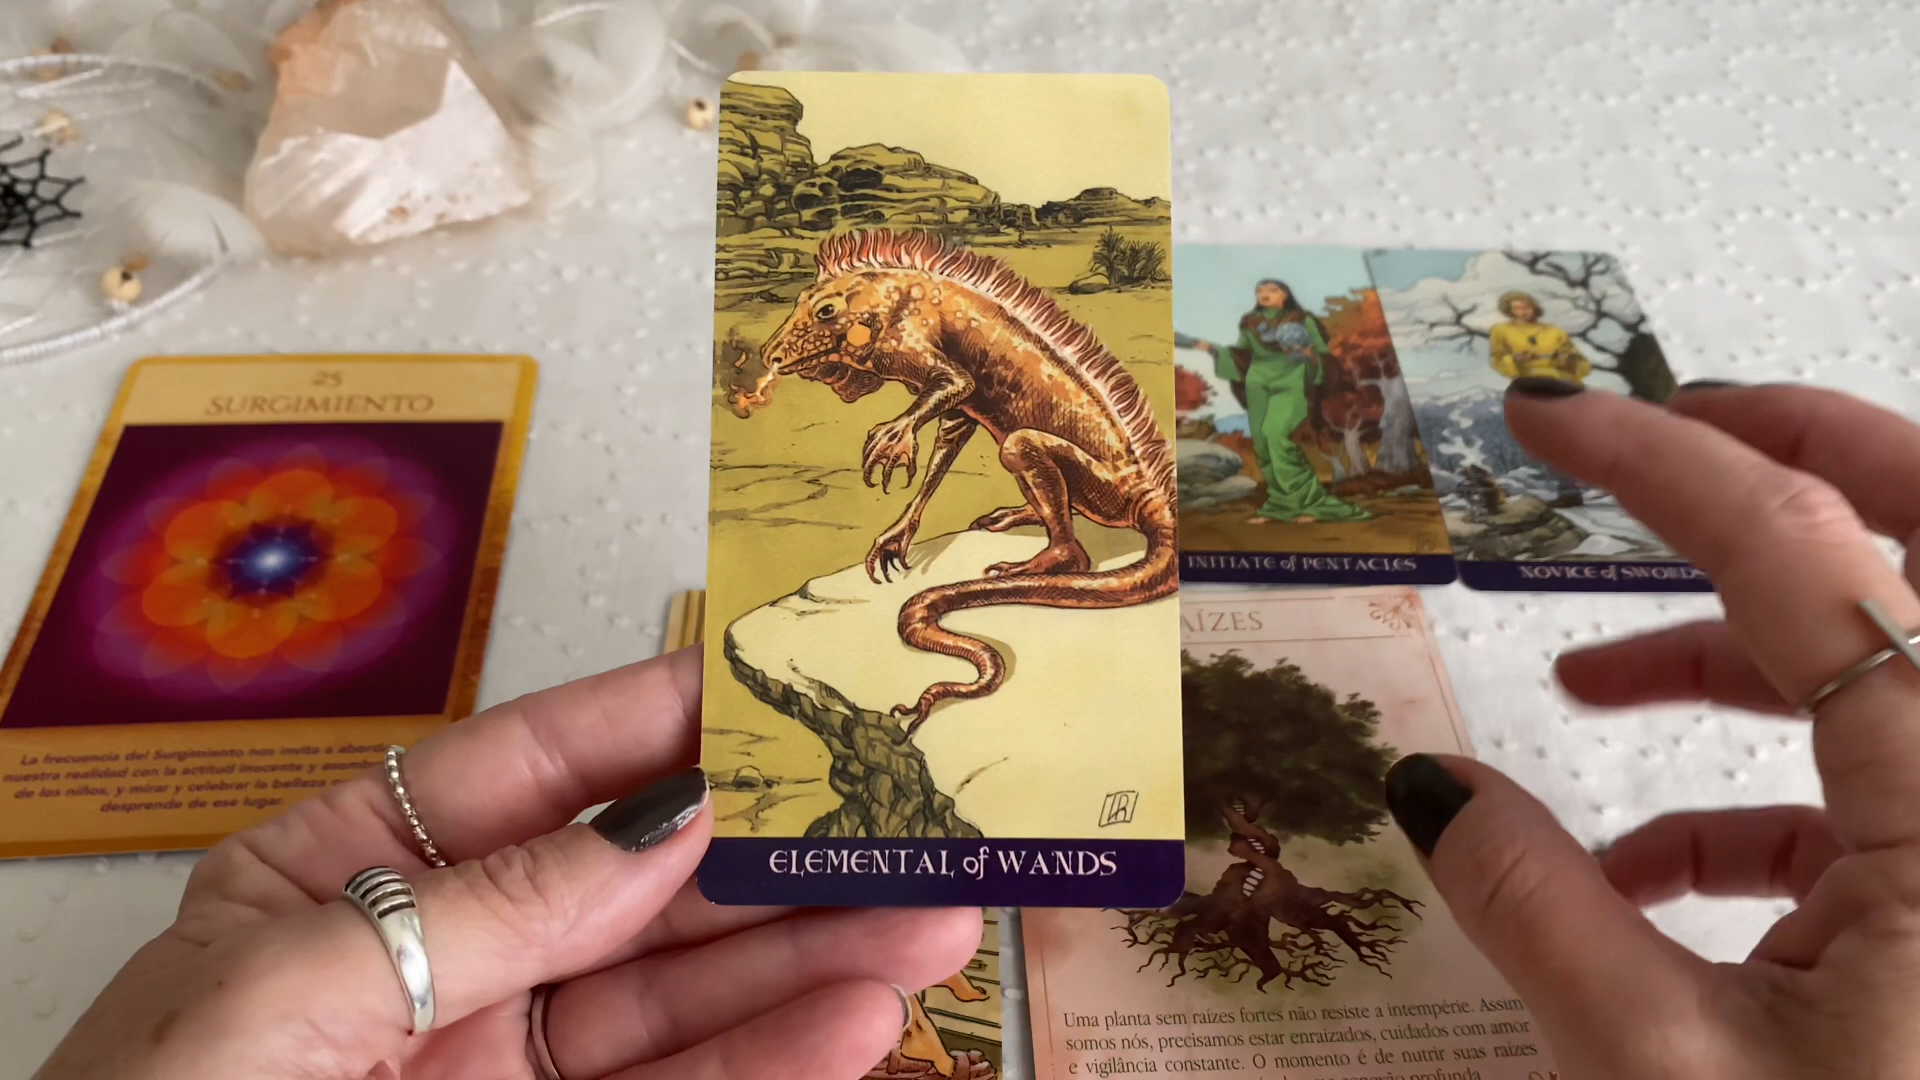 25
SURGIMIENTO
La frecuencia del Surgimiento nos invita a
nuestra realidad con la actitud inocente y
de los niños, y mirar y celebrar la belleza
desprende de ese lugar.
ELEMENTAL of WANDS
INITIATE of PENTACLES
NOVICE of SWORDS
AÍZES
Uma planta sem raízes fortes não resiste a intempérie. Assim
somos nós, precisamos estar enraizados, cuidados com amor
e vigilância constante. O momento é de nutrir suas raízes
conexão profunda